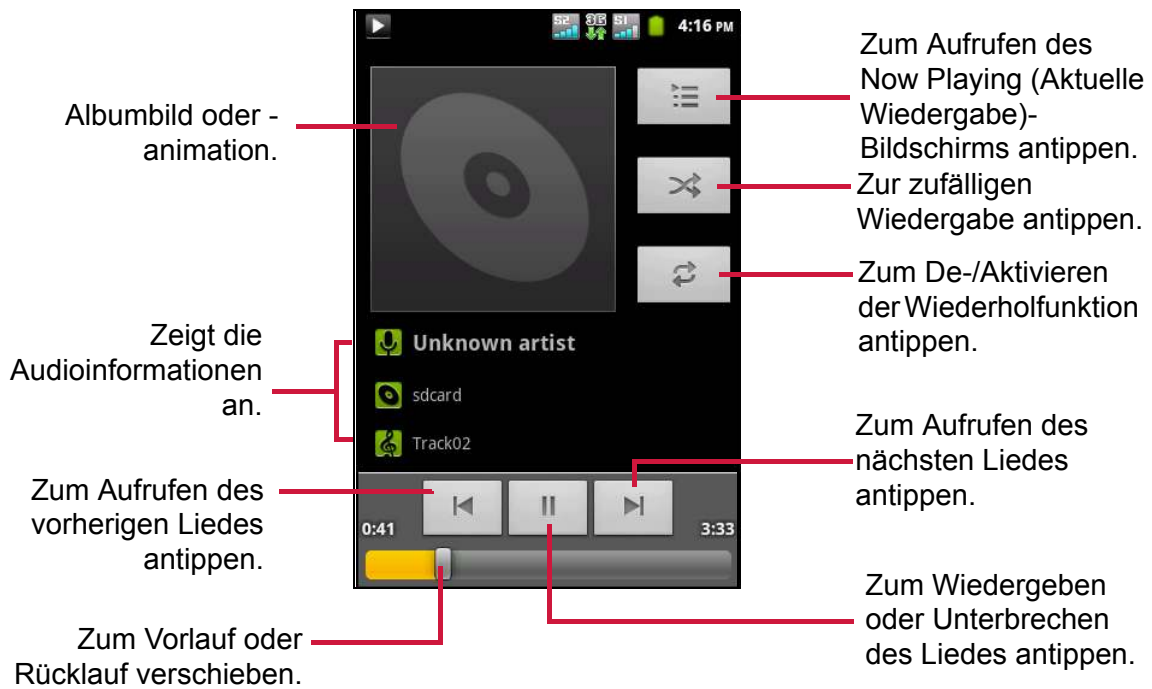 S2 3G S1 4:16 PM
Albumbild oder -
animation.
Zum Aufrufen des
Now Playing (Aktuelle
Wiedergabe)-
Bildschirms antippen.
Zur zufälligen
Wiedergabe antippen.
Zum De-/Aktivieren
der Wiederholfunktion
antippen.
Zeigt die
Audioinformationen
an.
Unknown artist
sdcard
Track02
Zum Aufrufen des
nächsten Liedes
antippen.
Zum Aufrufen des
vorherigen Liedes
antippen.
0:41
3:33
Zum Wiedergeben
oder Unterbrechen
des Liedes antippen.
Zum Vorlauf oder
Rücklauf verschieben.